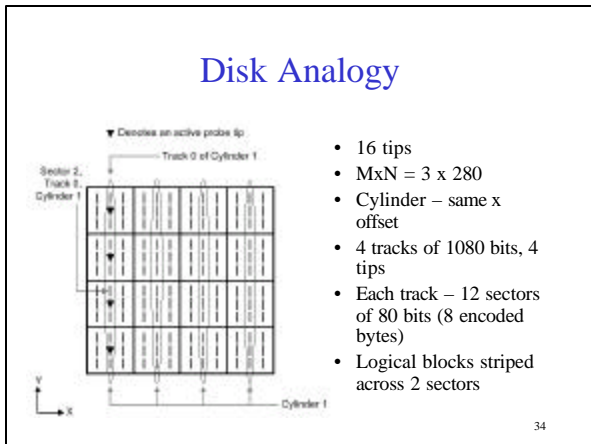 Disk Analogy
▼ Denotes an active probe tip
Track 0 of Cylinder 1
Sector 2,
Track 0,
Cylinder 1
Y
X
Cylinder 1
• 16 tips
• MxN = 3 x 280
• Cylinder – same x
offset
• 4 tracks of 1080 bits, 4
tips
• Each track – 12 sectors
of 80 bits (8 encoded
bytes)
• Logical blocks striped
across 2 sectors
34